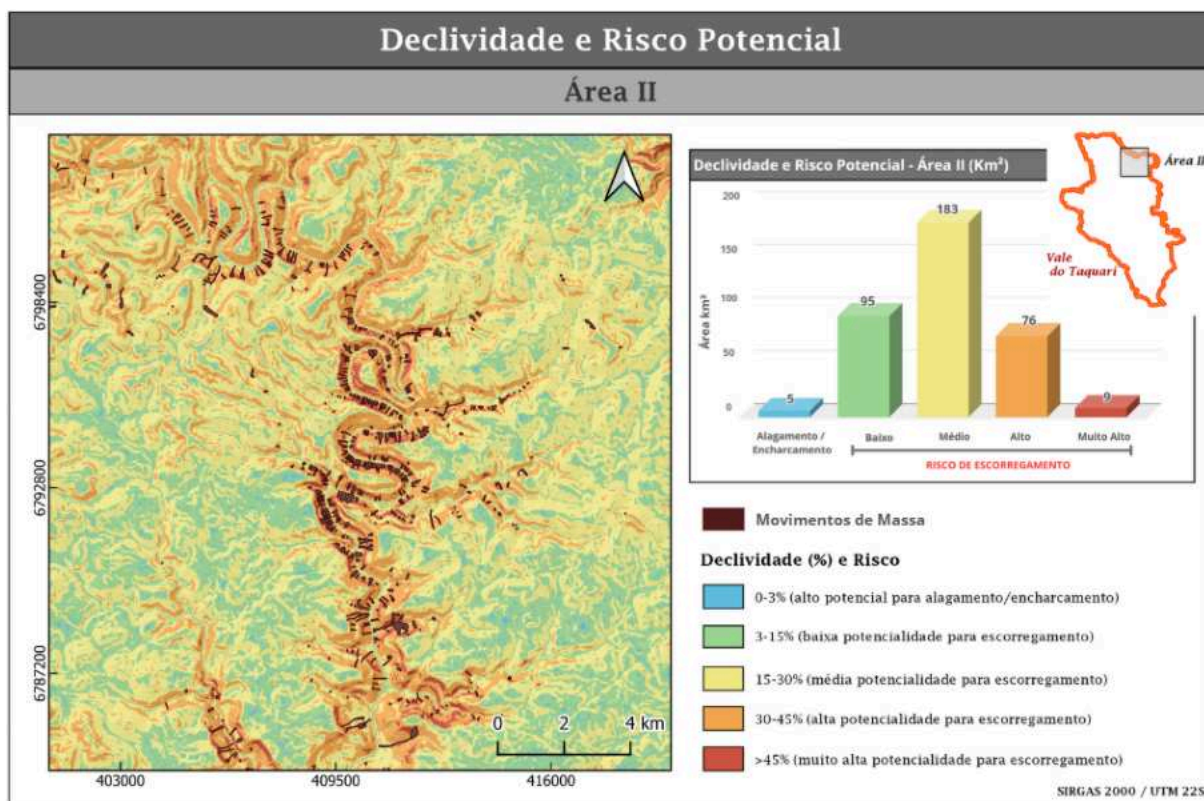 Declividade e Risco Potencial
Área II
6798400
6792800
6787200
403000
409500
416000
0 2 4 km
Declividade e Risco Potencial - Área II (Km²)
Área II
Vale
do Taquari
Área km²
200
150
100
50
0
5
95
183
76
9
Alagamento /
Encharcamento
Baixo
Médio
Alto
Muito Alto
RISCO DE ESCORREGAMENTO
Movimentos de Massa
Declividade (%) e Risco
0-3% (alto potencial para alagamento/encharcamento)
3-15% (baixa potencialidade para escorregamento)
15-30% (média potencialidade para escorregamento)
30-45% (alta potencialidade para escorregamento)
>45% (muito alta potencialidade para escorregamento)
SIRGAS 2000 / UTM 22S